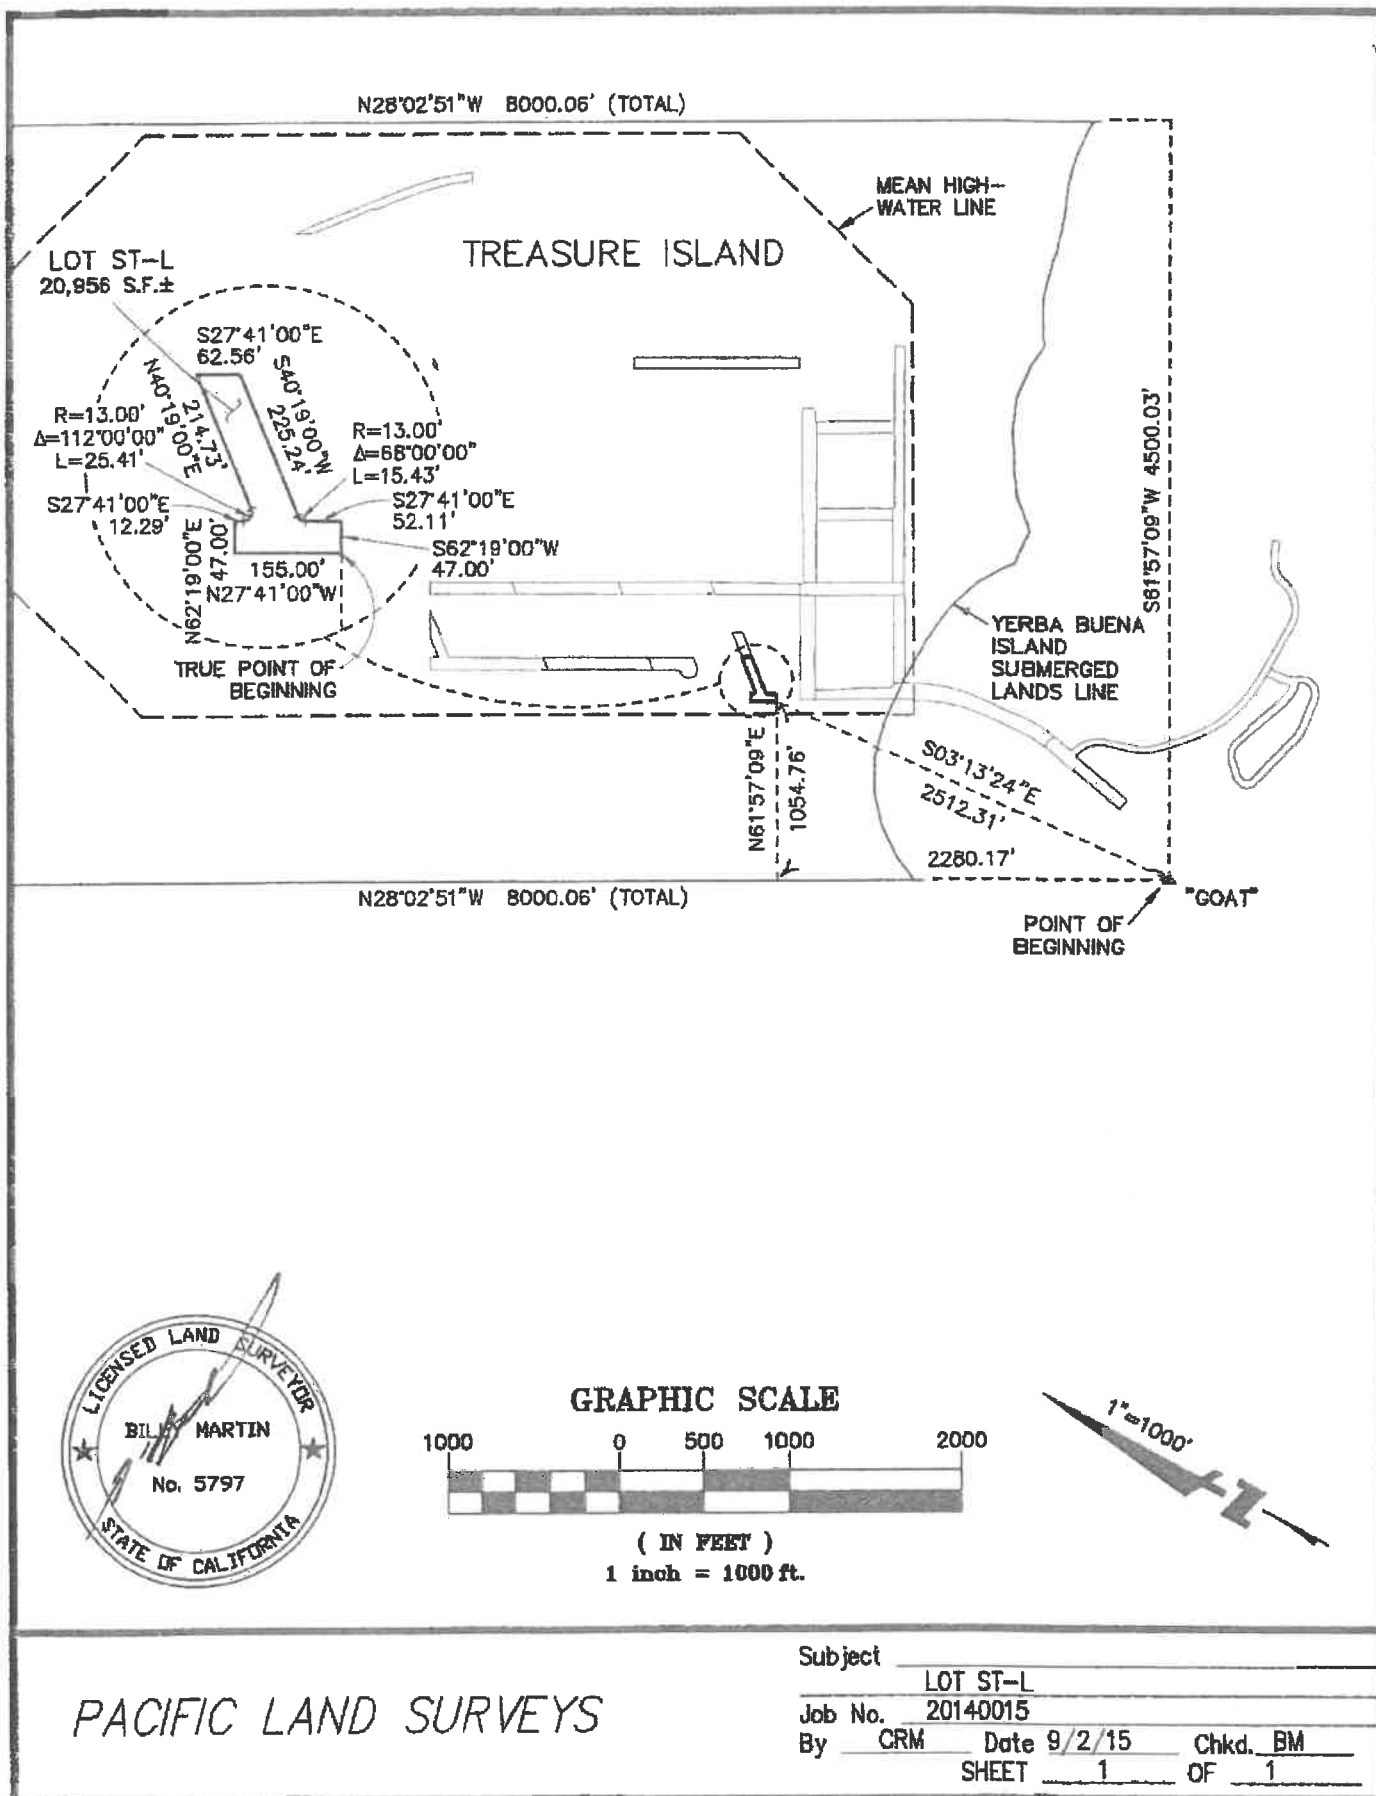 N28°02'51"W 8000.06' (TOTAL)
MEAN HIGH-
WATER LINE
TREASURE ISLAND
LOT ST-L
20,956 S.F.±
S27°41'00"E
62.56'
N40°19'00"E
214.73'
S40°19'00"W
225.24'
R=13.00'
Δ=112°00'00"
L=25.41'
R=13.00'
Δ=68°00'00"
L=15.43'
S27°41'00"E
12.29'
S27°41'00"E
52.11'
N62°19'00"E
47.00'
S62°19'00"W
47.00'
155.00'
N27°41'00"W
TRUE POINT OF
BEGINNING
S61°57'09"W 4500.03'
YERBA BUENA
ISLAND
SUBMERGED
LANDS LINE
N61°57'09"E
1054.76'
S03°13'24"E
2512.31'
2280.17'
N28°02'51"W 8000.06' (TOTAL)
"GOAT"
POINT OF
BEGINNING
LICENSED LAND SURVEYOR
BILLY MARTIN
No. 5797
STATE OF CALIFORNIA
GRAPHIC SCALE
1000 0 500 1000 2000
( IN FEET )
1 inch = 1000 ft.
1"=1000'
Z
PACIFIC LAND SURVEYS
Subject
LOT ST-L
Job No. 20140015
By CRM Date 9/2/15 Chkd. BM
SHEET 1 OF 1